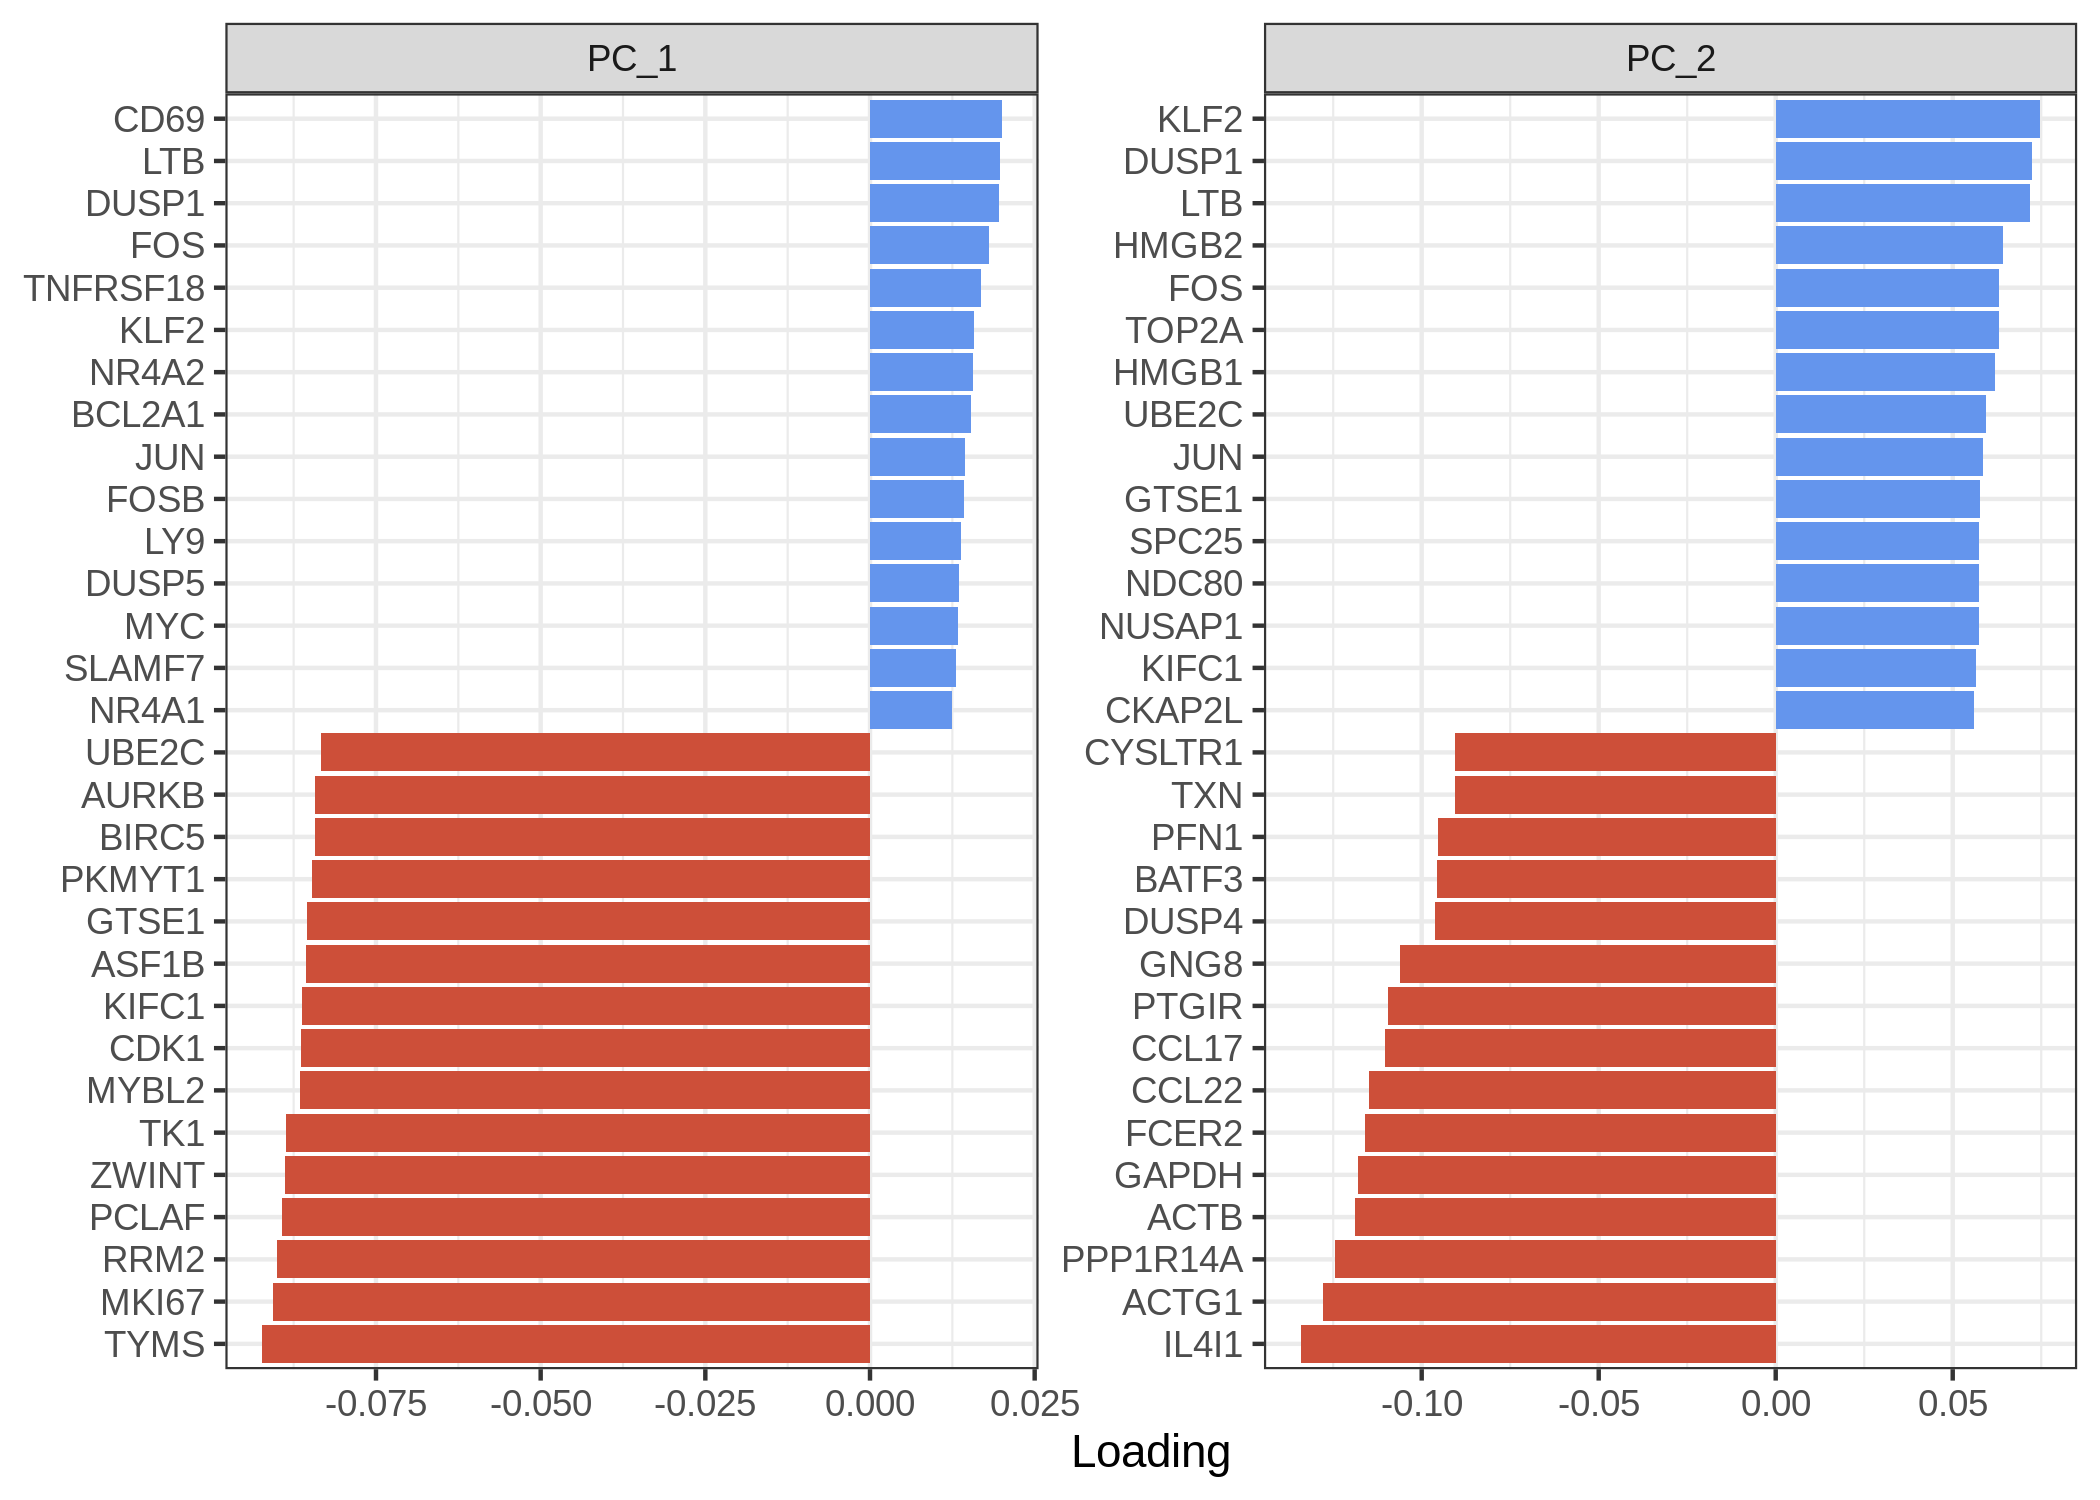 PC_1
CD69
LTB
DUSP1
FOS
TNFRSF18
KLF2
NR4A2
BCL2A1
JUN
FOSB
LY9
DUSP5
MYC
SLAMF7
NR4A1
UBE2C
AURKB
BIRC5
PKMYT1
GTSE1
ASF1B
KIFC1
CDK1
MYBL2
TK1
ZWINT
PCLAF
RRM2
MKI67
TYMS
-0.075 -0.050 -0.025 0.000 0.025
PC_2
KLF2
DUSP1
LTB
HMGB2
FOS
TOP2A
HMGB1
UBE2C
JUN
GTSE1
SPC25
NDC80
NUSAP1
KIFC1
CKAP2L
CYSLTR1
TXN
PFN1
BATF3
DUSP4
GNG8
PTGIR
CCL17
CCL22
FCER2
GAPDH
ACTB
PPP1R14A
ACTG1
IL4I1
-0.10 -0.05 0.00 0.05
Loading